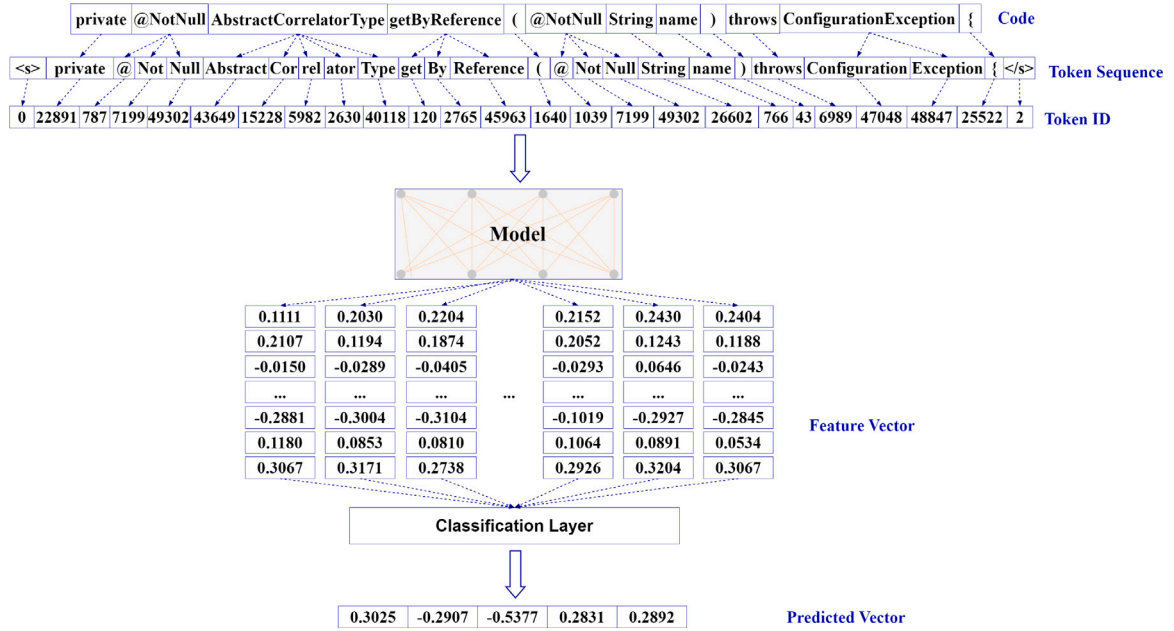 private @NotNull AbstractCorrelatorType getByReference ( @NotNull String name ) throws ConfigurationException { Code
<s> private @ Not Null Abstract Cor rel ator Type get By Reference ( @ Not Null String name ) throws Configuration Exception { </s> Token Sequence
0 22891 787 7199 49302 43649 15228 5982 2630 40118 120 2765 45963 1640 1039 7199 49302 26602 766 43 6989 47048 48847 25522 2 Token ID
Model
0.1111 0.2030 0.2204 0.2152 0.2430 0.2404
0.2107 0.1194 0.1874 0.2052 0.1243 0.1188
-0.0150 -0.0289 -0.0405 -0.0293 0.0646 -0.0243
... ... ... ... ... ... ...
-0.2881 -0.3004 -0.3104 -0.1019 -0.2927 -0.2845 Feature Vector
0.1180 0.0853 0.0810 0.1064 0.0891 0.0534
0.3067 0.3171 0.2738 0.2926 0.3204 0.3067
Classification Layer
0.3025 -0.2907 -0.5377 0.2831 0.2892 Predicted Vector